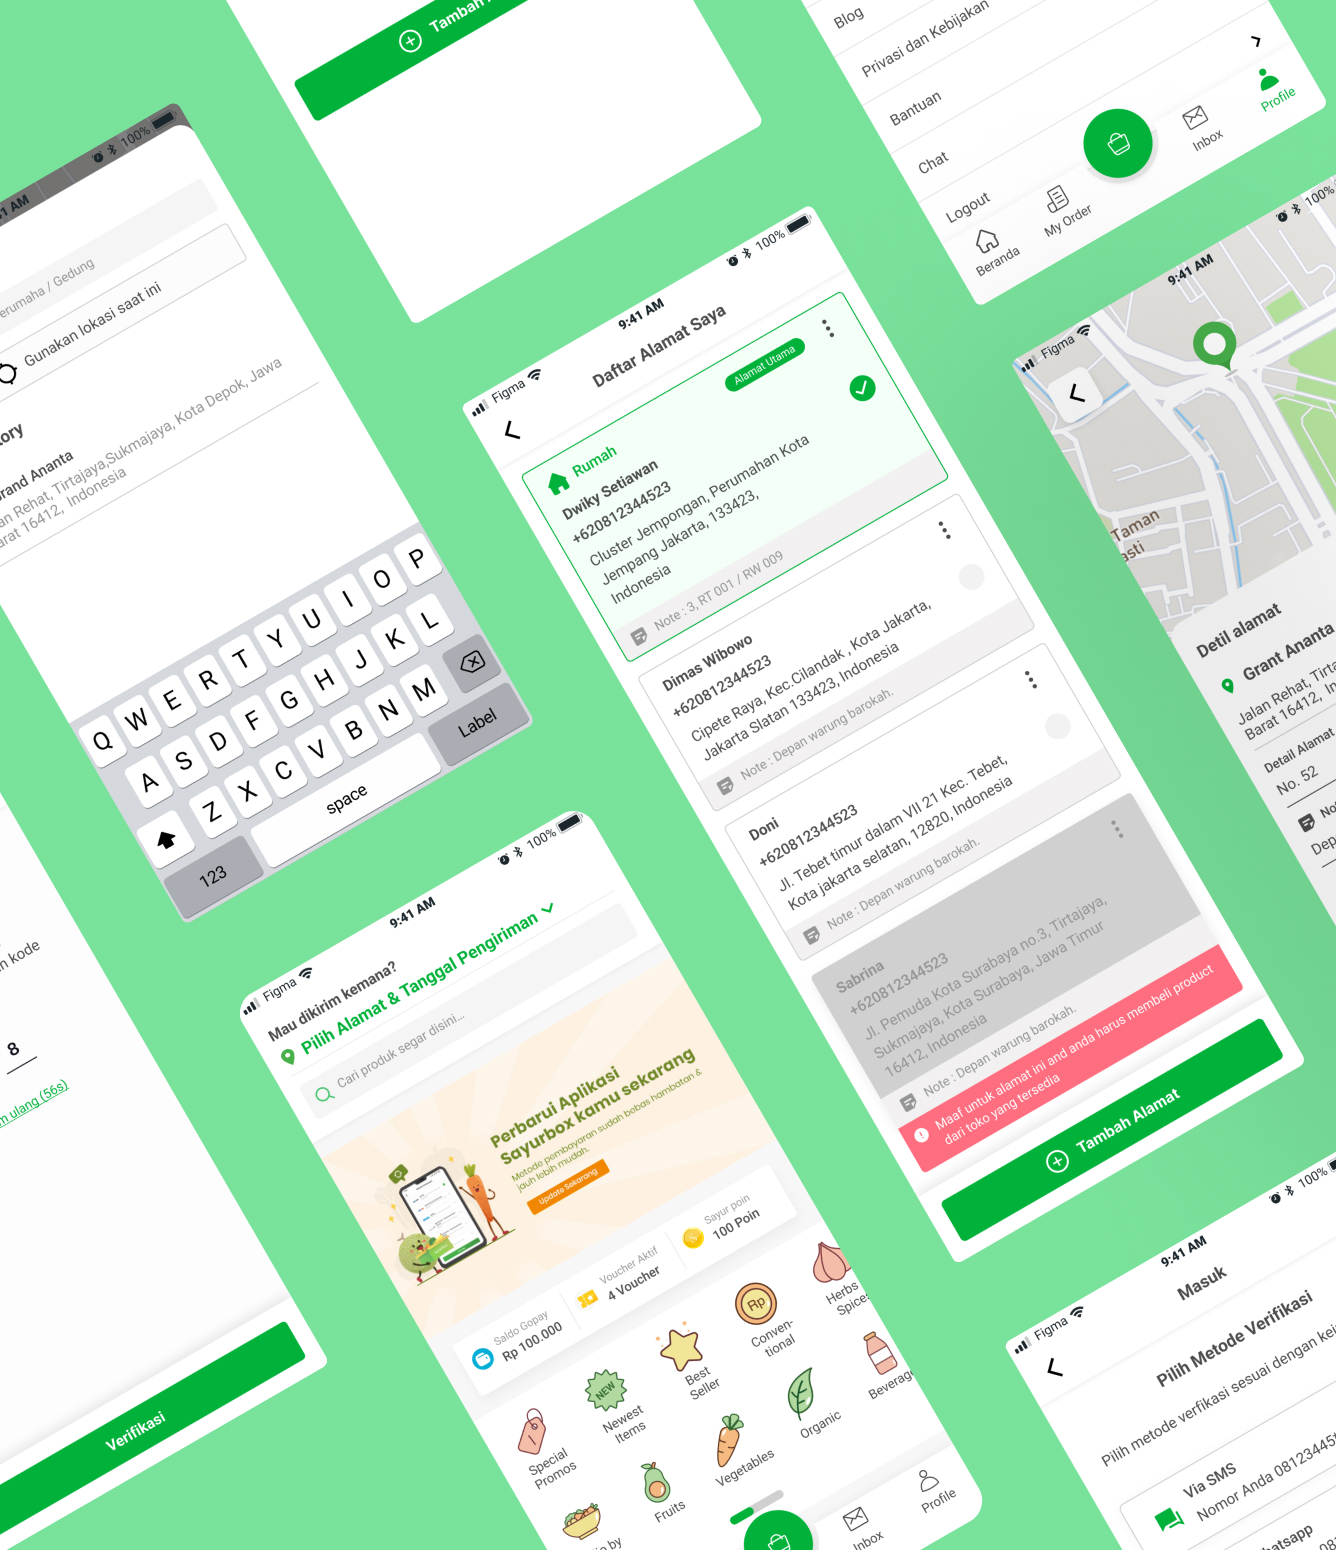 Tambah
Blog
Privasi dan Kebijakan
Bantuan
Chat
Logout
Beranda
My Order
Inbox
Profile
41 AM
100%
erumaha / Gedung
Gunakan lokasi saat ini
tory
rand Ananta
an Rehat, Tirtajaya,Sukmajaya, Kota Depok, Jawa
arat 16412, Indonesia
Q W E R T Y U I O P
A S D F G H J K L
Z X C V B N M
123
space
Label
n kode
8
m ulang (56s)
Verifikasi
Figma
9:41 AM
100%
Daftar Alamat Saya
Alamat Utama
Rumah
Dwiky Setiawan
+620812344523
Cluster Jempongan, Perumahan Kota
Jempang Jakarta, 133423,
Indonesia
Note : 3, RT 001 / RW 009
Dimas Wibowo
+620812344523
Cipete Raya, Kec.Cilandak , Kota Jakarta,
Jakarta Slatan 133423, Indonesia
Note : Depan warung barokah.
Doni
+620812344523
Jl. Tebet timur dalam VII 21 Kec. Tebet,
Kota jakarta selatan, 12820, Indonesia
Note : Depan warung barokah.
Sabrina
+620812344523
Jl. Pemuda Kota Surabaya no.3, Tirtajaya,
Sukmajaya, Kota Surabaya, Jawa Timur
16412, Indonesia
Note : Depan warung barokah.
Maaf untuk alamat ini and anda harus membeli product
dari toko yang tersedia
Tambah Alamat
Figma
9:41 AM
100%
Taman
asti
Detil alamat
Grant Ananta
Jalan Rehat, Tirta
Barat 16412, In
Detail Alamat
No. 52
Not
Dep
Figma
9:41 AM
100%
Mau dikirim kemana?
Pilih Alamat & Tanggal Pengiriman
Cari produk segar disini...
Perbarui Aplikasi
Sayurbox kamu sekarang
Metode pembayaran sudah bebas hambatan &
jauh lebih mudah.
Update Sekarang
Saldo Gopay
Rp 100.000
Voucher Aktif
4 Voucher
Sayur poin
100 Poin
Special
Promos
NEW
Newest
Items
Best
Seller
Rp
Conven-
tional
Herbs
Spices
Fruits
Vegetables
Organic
Beverage
by
Inbox
Profile
Figma
9:41 AM
100%
Masuk
Pilih Metode Verifikasi
Pilih metode verfikasi sesuai dengan kei
Via SMS
Nomor Anda 08123445
hatsapp